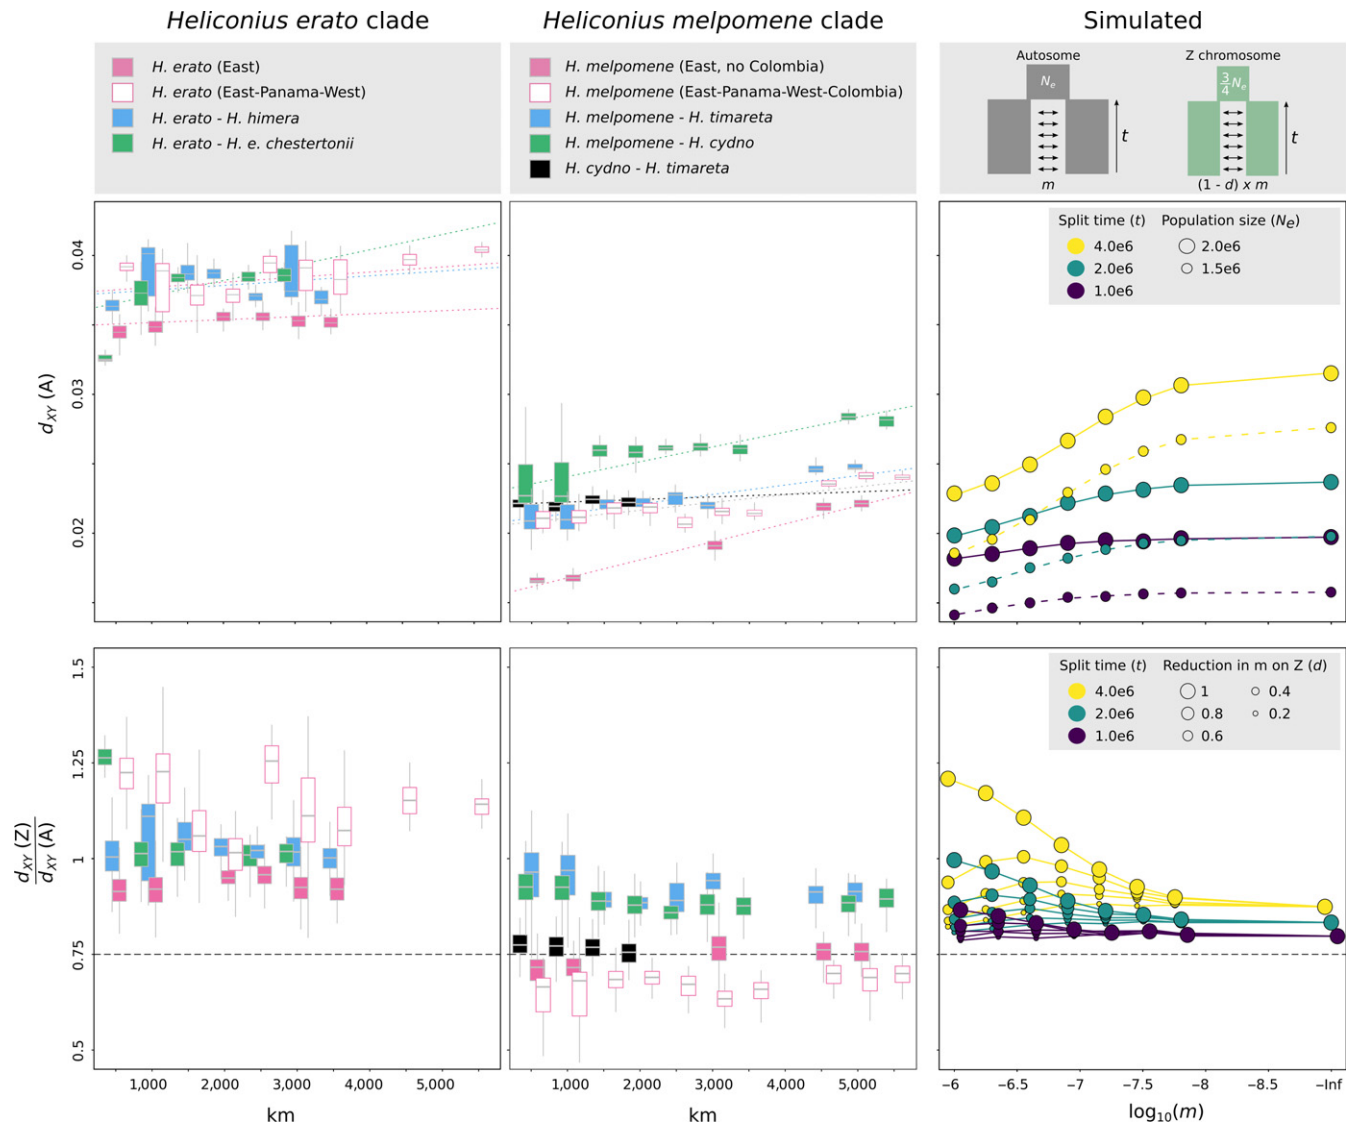 Heliconius erato clade
Heliconius melpomene clade
Simulated
H. erato (East)
H. erato (East-Panama-West)
H. erato - H. himera
H. erato - H. e. chestertonii
H. melpomene (East, no Colombia)
H. melpomene (East-Panama-West-Colombia)
H. melpomene - H. timareta
H. melpomene - H. cydno
H. cydno - H. timareta
Autosome
Z chromosome
Ne
3/4 Ne
t
t
m
(1 - d) x m
dXY (A)
0.04
0.03
0.02
Split time (t)
Population size (Ne)
4.0e6
2.0e6
2.0e6
1.5e6
1.0e6
dXY (Z)
dXY (A)
1.5
1.25
1
0.75
0.5
Split time (t)
Reduction in m on Z (d)
4.0e6
1
0.4
2.0e6
0.8
0.2
1.0e6
0.6
1,000
2,000
3,000
4,000
5,000
km
1,000
2,000
3,000
4,000
5,000
km
−6
−6.5
−7
−7.5
−8
−8.5
−Inf
log10(m)